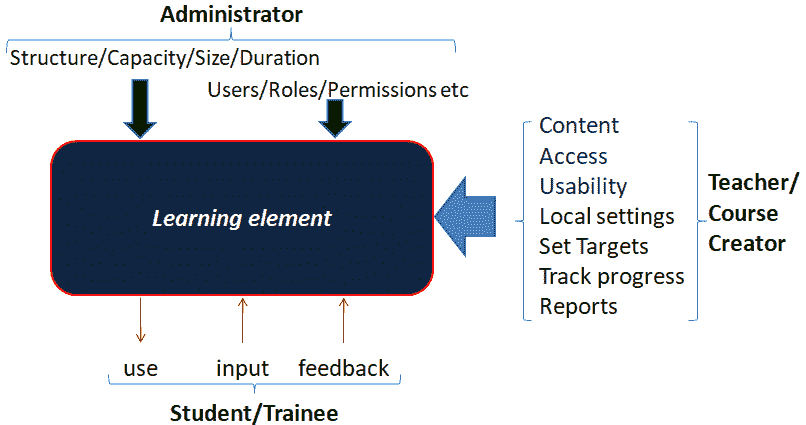 Administrator
Structure/Capacity/Size/Duration
Users/Roles/Permissions etc
Learning element
Content
Access
Usability
Local settings
Set Targets
Track progress
Reports
Teacher/
Course
Creator
use
input
feedback
Student/Trainee